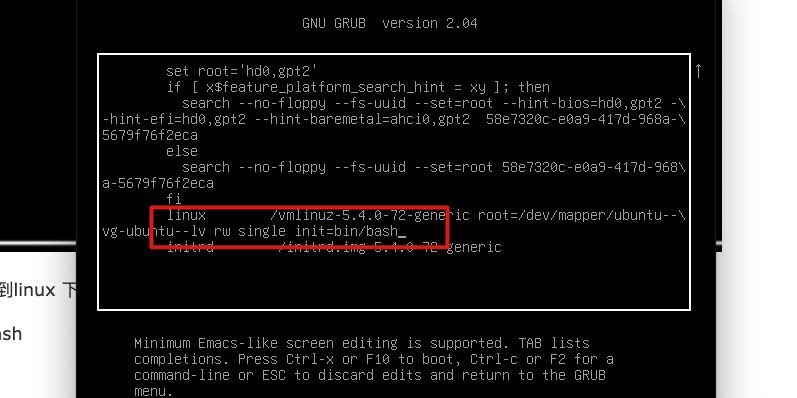 GNU GRUB version 2.04
set root='hd0,gpt2'
if [ x$feature_platform_search_hint = xy ]; then
search --no-floppy --fs-uuid --set=root --hint-bios=hd0,gpt2 -\
-hint-efi=hd0,gpt2 --hint-baremetal=ahci0,gpt2 58e7320c-e0a9-417d-968a-\
5679f76f2eca
else
search --no-floppy --fs-uuid --set=root 58e7320c-e0a9-417d-968\
a-5679f76f2eca
fi
linux /vmlinuz-5.4.0-72-generic root=/dev/mapper/ubuntu--\
vg-ubuntu--lv rw single init=bin/bash_
initrd /initrd.img-5.4.0-72-generic
到linux 下
ash
Minimum Emacs-like screen editing is supported. TAB lists
completions. Press Ctrl-x or F10 to boot, Ctrl-c or F2 for a
command-line or ESC to discard edits and return to the GRUB
menu.